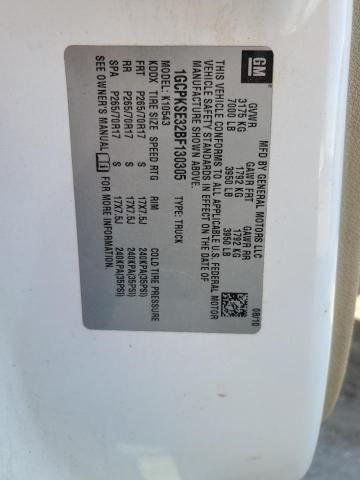 GM
MFD BY GENERAL MOTORS LLC
08/10
GVWR GAWR FRT GAWR RR
3175 KG 1792 KG 1792 KG
7000 LB 3950 LB 3950 LB
THIS VEHICLE CONFORMS TO ALL APPLICABLE U.S. FEDERAL MOTOR
VEHICLE SAFETY STANDARDS IN EFFECT ON THE DATE OF
MANUFACTURE SHOWN ABOVE.
1GCPKSE32BF130305 TYPE: TRUCK
MODEL: K10543
KDDX TIRE SIZE SPEED RTG RIM COLD TIRE PRESSURE
FRT P265/70R17 S 17X7.5J 240KPA(35PSI)
RR P265/70R17 S 17X7.5J 240KPA(35PSI)
SPA P265/70R17 S 17X7.5J 240KPA(35PSI)
SEE OWNER'S MANUAL FOR MORE INFORMATION.